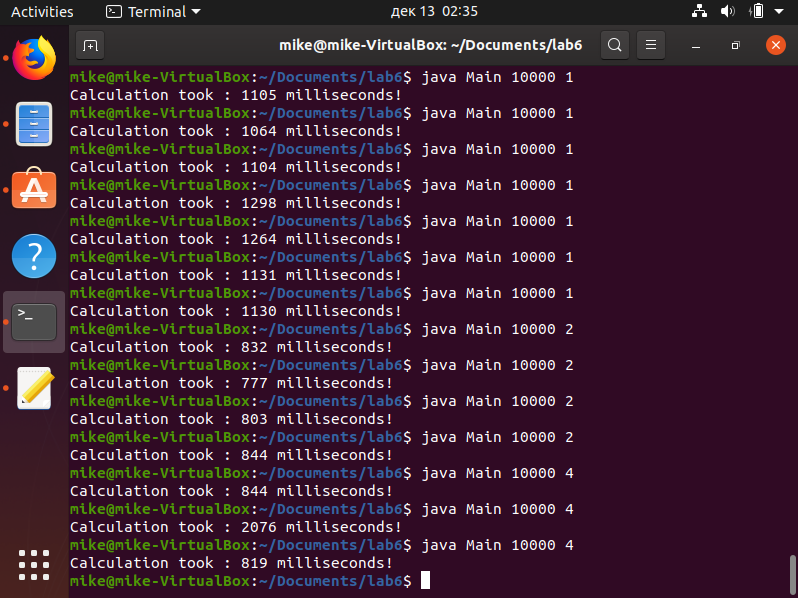 Activities Terminal дек 13 02:35
mike@mike-VirtualBox: ~/Documents/lab6
mike@mike-VirtualBox:~/Documents/lab6$ java Main 10000 1
Calculation took : 1105 milliseconds!
mike@mike-VirtualBox:~/Documents/lab6$ java Main 10000 1
Calculation took : 1064 milliseconds!
mike@mike-VirtualBox:~/Documents/lab6$ java Main 10000 1
Calculation took : 1104 milliseconds!
mike@mike-VirtualBox:~/Documents/lab6$ java Main 10000 1
Calculation took : 1298 milliseconds!
mike@mike-VirtualBox:~/Documents/lab6$ java Main 10000 1
Calculation took : 1264 milliseconds!
mike@mike-VirtualBox:~/Documents/lab6$ java Main 10000 1
Calculation took : 1131 milliseconds!
mike@mike-VirtualBox:~/Documents/lab6$ java Main 10000 1
Calculation took : 1130 milliseconds!
mike@mike-VirtualBox:~/Documents/lab6$ java Main 10000 2
Calculation took : 832 milliseconds!
mike@mike-VirtualBox:~/Documents/lab6$ java Main 10000 2
Calculation took : 777 milliseconds!
mike@mike-VirtualBox:~/Documents/lab6$ java Main 10000 2
Calculation took : 803 milliseconds!
mike@mike-VirtualBox:~/Documents/lab6$ java Main 10000 2
Calculation took : 844 milliseconds!
mike@mike-VirtualBox:~/Documents/lab6$ java Main 10000 4
Calculation took : 844 milliseconds!
mike@mike-VirtualBox:~/Documents/lab6$ java Main 10000 4
Calculation took : 2076 milliseconds!
mike@mike-VirtualBox:~/Documents/lab6$ java Main 10000 4
Calculation took : 819 milliseconds!
mike@mike-VirtualBox:~/Documents/lab6$